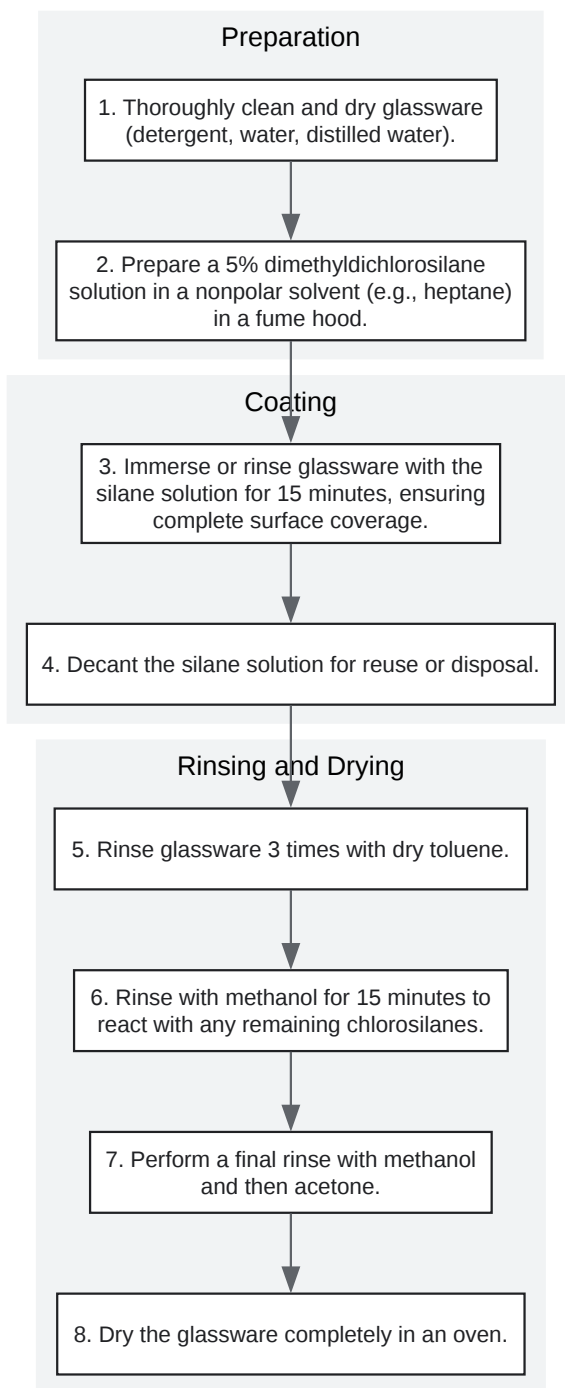 Preparation
1. Thoroughly clean and dry glassware
(detergent, water, distilled water).
2. Prepare a 5% dimethyldichlorosilane
solution in a nonpolar solvent (e.g., heptane)
in a fume hood.
Coating
3. Immerse or rinse glassware with the
silane solution for 15 minutes, ensuring
complete surface coverage.
4. Decant the silane solution for reuse or disposal.
Rinsing and Drying
5. Rinse glassware 3 times with dry toluene.
6. Rinse with methanol for 15 minutes to
react with any remaining chlorosilanes.
7. Perform a final rinse with methanol
and then acetone.
8. Dry the glassware completely in an oven.